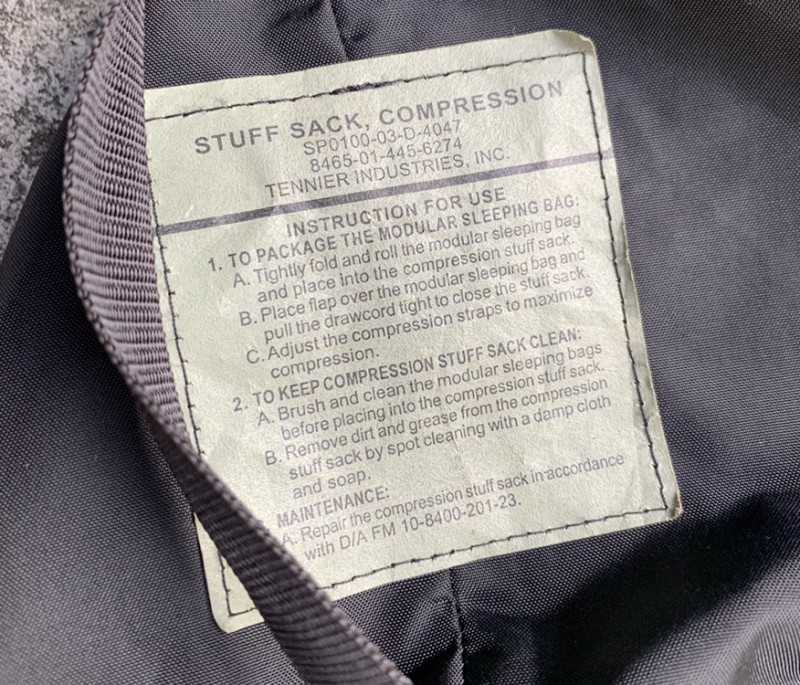 STUFF SACK, COMPRESSION
SP0100-03-D-4047
8465-01-445-6274
TENNIER INDUSTRIES, INC.
INSTRUCTION FOR USE
1. TO PACKAGE THE MODULAR SLEEPING BAG:
A. Tightly fold and roll the modular sleeping bag
and place into the compression stuff sack.
B. Place flap over the modular sleeping bag and
pull the drawcord tight to close the stuff sack.
C. Adjust the compression straps to maximize
compression.
2. TO KEEP COMPRESSION STUFF SACK CLEAN:
A. Brush and clean the modular sleeping bags
before placing into the compression stuff sack.
B. Remove dirt and grease from the compression
stuff sack by spot cleaning with a damp cloth
and soap.
MAINTENANCE:
A. Repair the compression stuff sack in accordance
with D/A FM 10-8400-201-23.